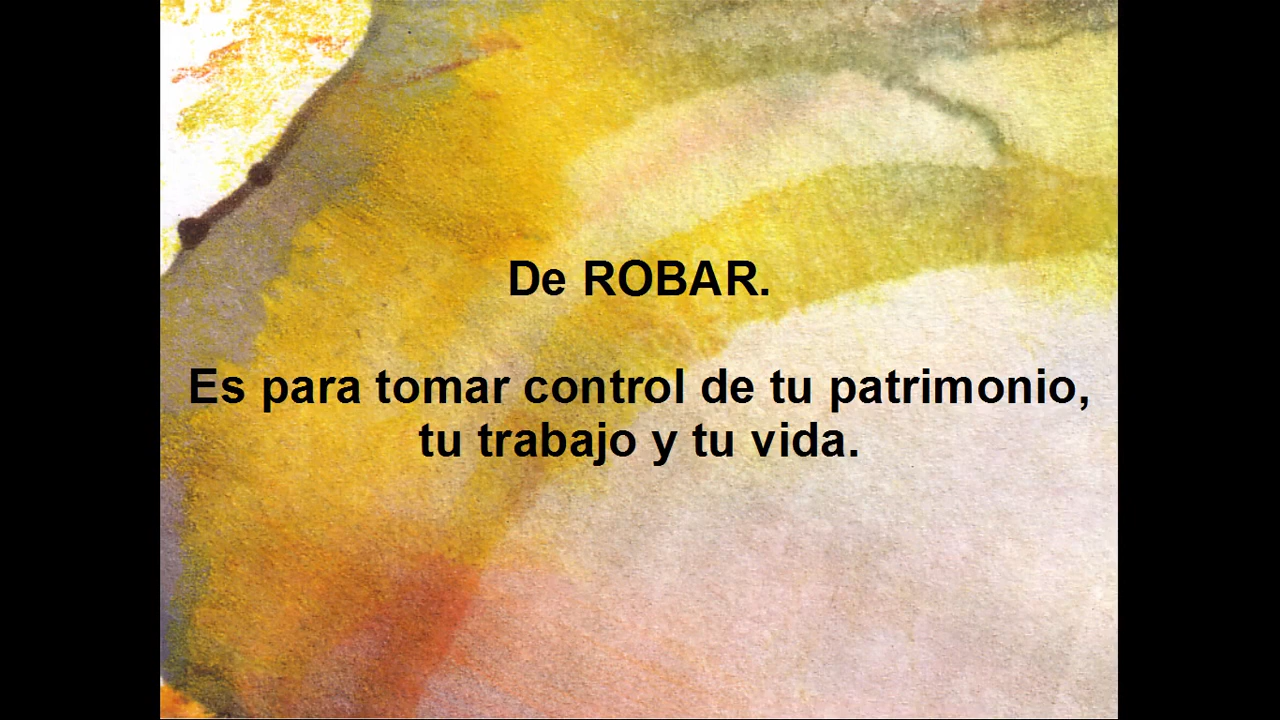 De ROBAR.
Es para tomar control de tu patrimonio,
tu trabajo y tu vida.